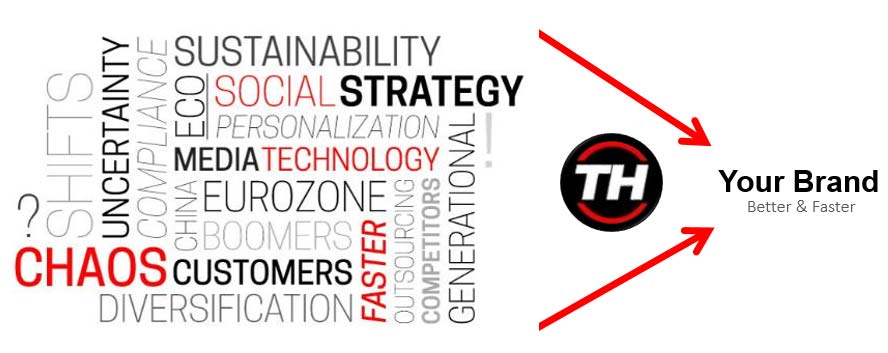 SUSTAINABILITY
SHIFTS
UNCERTAINTY
COMPLIANCE
ECO
SOCIAL STRATEGY
PERSONALIZATION
!
MEDIA TECHNOLOGY
GENERATIONAL
?
CHINA
EUROZONE
BOOMERS
FASTER
OUTSOURCING
COMPETITORS
CHAOS CUSTOMERS
DIVERSIFICATION
TH
Your Brand
Better & Faster